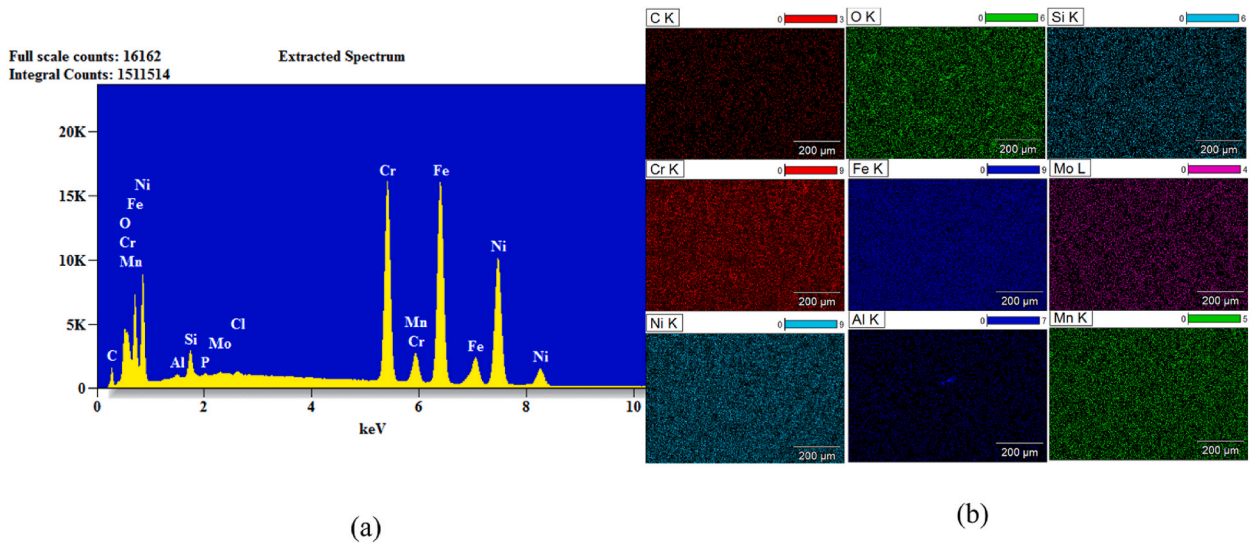 Full scale counts: 16162
Integral Counts: 1511514
Extracted Spectrum
20K
15K
10K
5K
0
C
Ni
Fe
O
Cr
Mn
Al
Si
P
Mo
Cl
Cr
Mn
Cr
Fe
Fe
Ni
Ni
0 2 4 6 8 10
keV
(a)
C K 0 3
O K 0 6
Si K 0 6
200 μm 200 μm 200 μm
Cr K 0 9
Fe K 0 9
Mo L 0 4
200 μm 200 μm 200 μm
Ni K 0 9
Al K 0 7
Mn K 0 5
200 μm 200 μm 200 μm
(b)